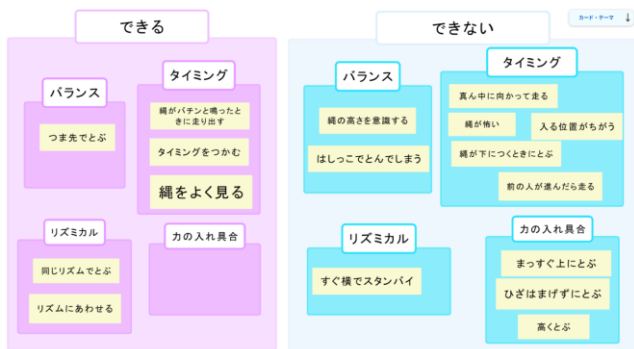 できる
できない
カード・テーマ
バランス
つま先でとぶ
タイミング
縄がバチンと鳴ったと
きに走り出す
タイミングをつかむ
縄をよく見る
リズミカル
同じリズムでとぶ
リズムにあわせる
力の入れ具合
バランス
縄の高さを意識する
はしっこでとんでしまう
タイミング
真ん中に向かって走る
縄が怖い
入る位置がちがう
縄が下につくときにとぶ
前の人が進んだら走る
リズミカル
すぐ横でスタンバイ
力の入れ具合
まっすぐ上にとぶ
ひざはまげずにとぶ
高くとぶ